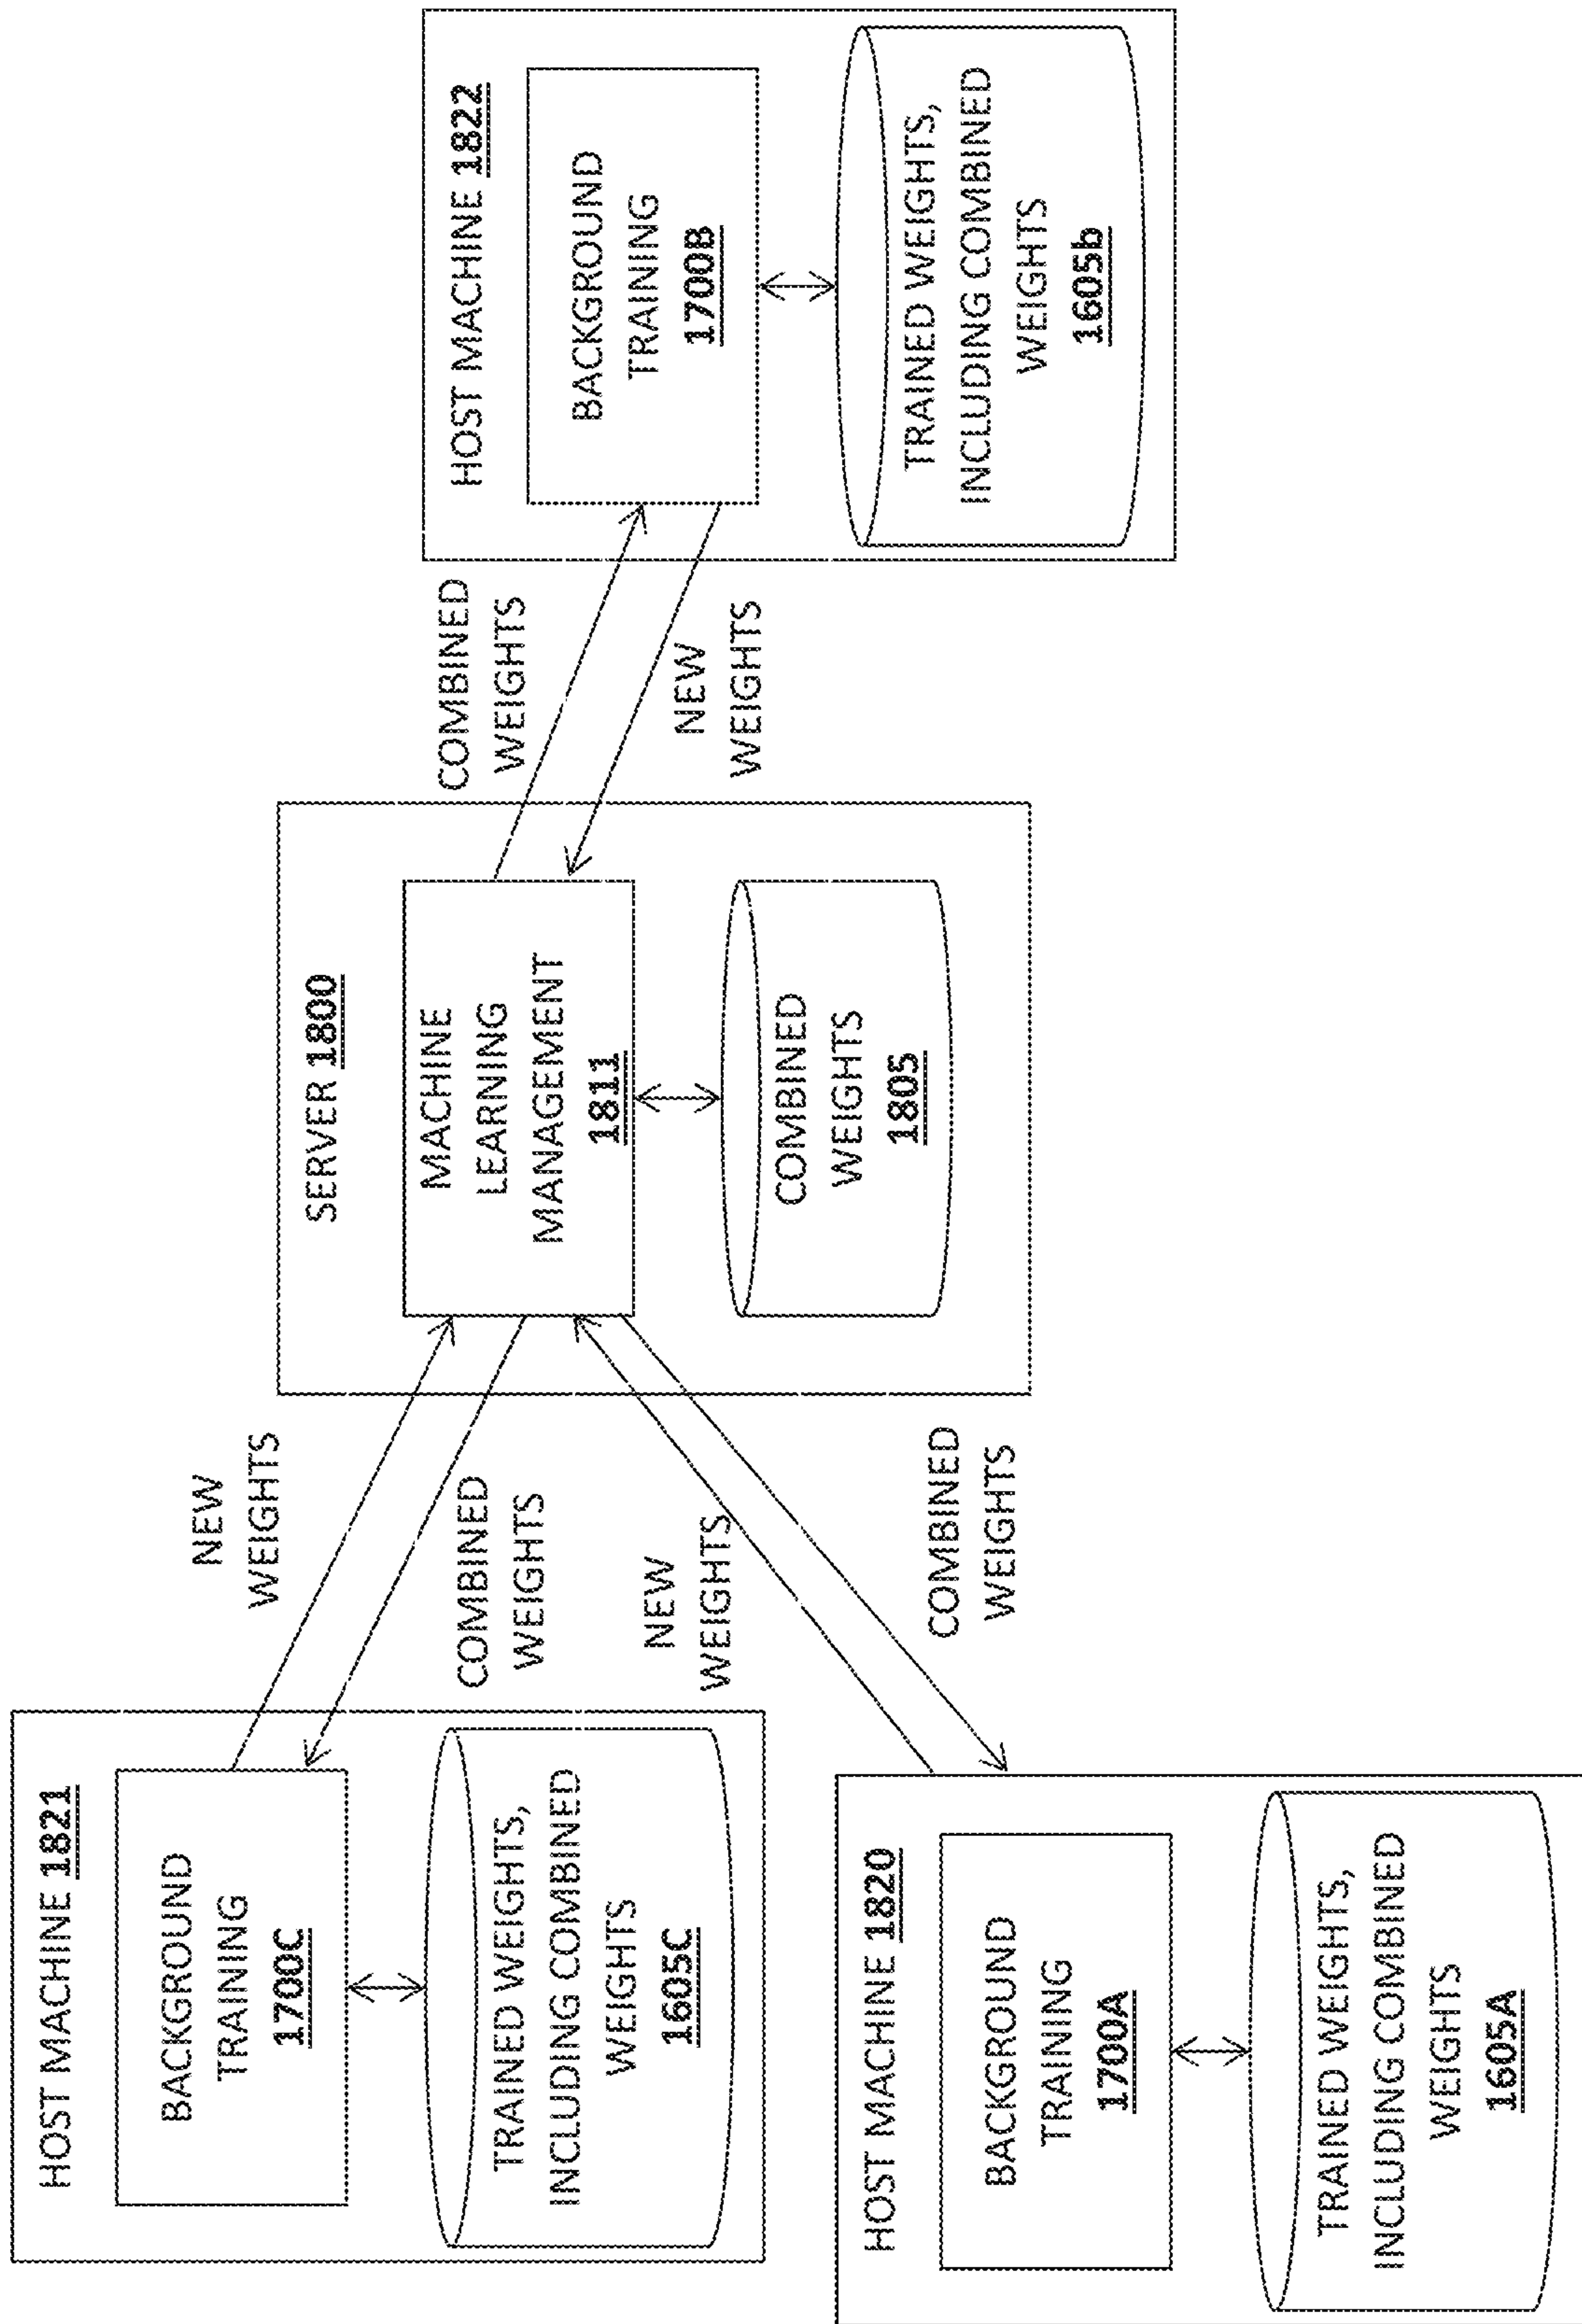 HOST MACHINE 1821
BACKGROUND
TRAINING
1700C
TRAINED WEIGHTS,
INCLUDING COMBINED
WEIGHTS
1605C
NEW
WEIGHTS
COMBINED
WEIGHTS
HOST MACHINE 1820
BACKGROUND
TRAINING
1700A
TRAINED WEIGHTS,
INCLUDING COMBINED
WEIGHTS
1605A
NEW
WEIGHTS
COMBINED
WEIGHTS
SERVER 1800
MACHINE
LEARNING
MANAGEMENT
1811
COMBINED
WEIGHTS
1805
COMBINED
WEIGHTS
NEW
WEIGHTS
HOST MACHINE 1822
BACKGROUND
TRAINING
1700B
TRAINED WEIGHTS,
INCLUDING COMBINED
WEIGHTS
1605b